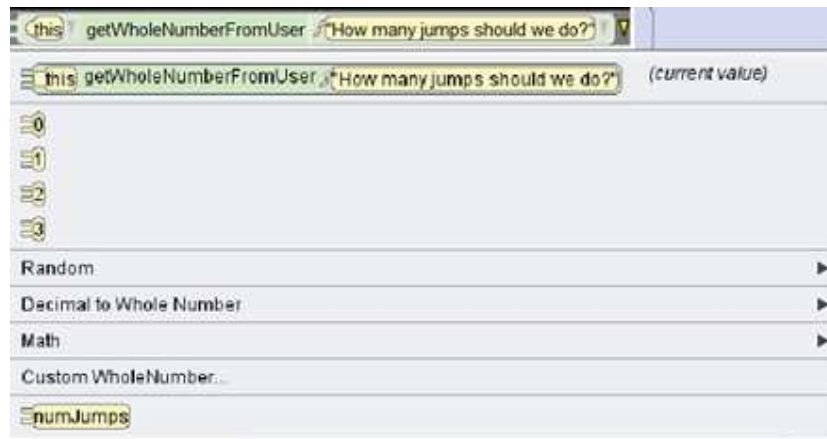 this getWholeNumberFromUser "How many jumps should we do?"
this getWholeNumberFromUser "How many jumps should we do?" (current value)
0
1
2
3
Random
Decimal to Whole Number
Math
Custom WholeNumber...
numJumps